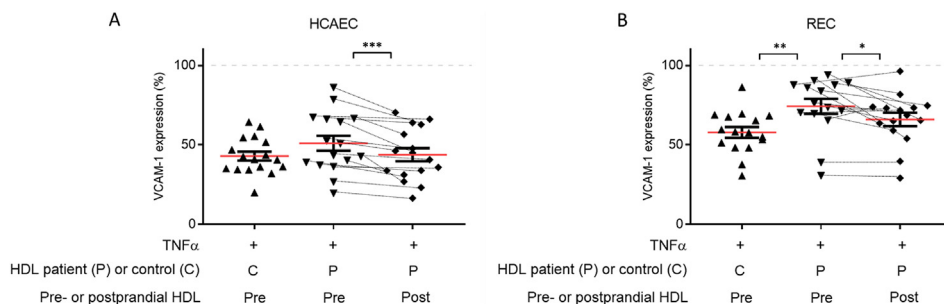 A
HCAEC
VCAM-1 expression (%)
100
50
0
***
TNFα + + +
HDL patient (P) or control (C) C P P
Pre- or postprandial HDL Pre Pre Post
B
REC
VCAM-1 expression (%)
100
50
0
** *
TNFα + + +
HDL patient (P) or control (C) C P P
Pre- or postprandial HDL Pre Pre Post